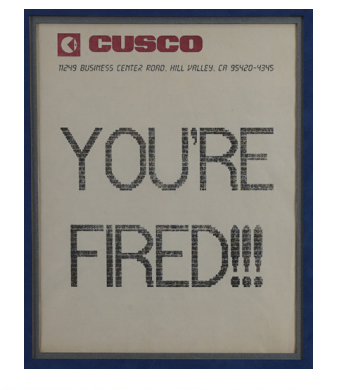 CUSCO
11249 BUSINESS CENTER ROAD, HILL VALLEY, CA 95420-4345
YOU'RE
FIRED!!!